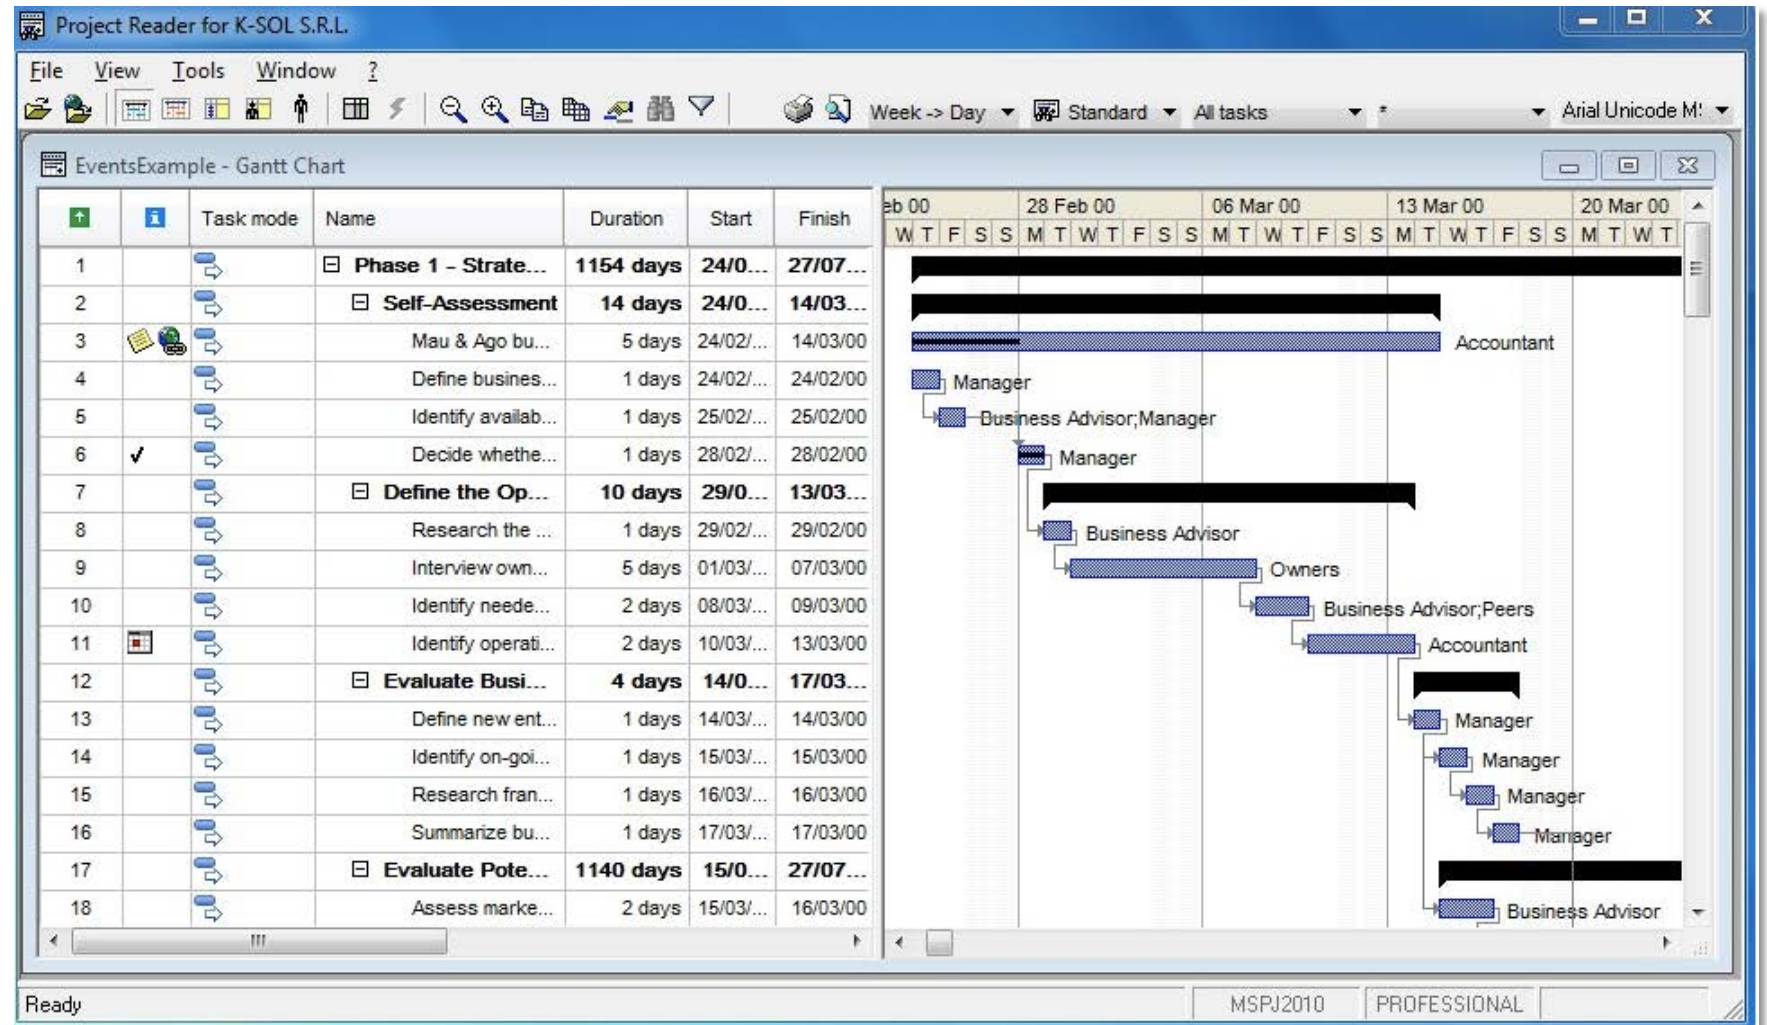 Project Reader for K-SOL S.R.L.
File View Tools Window ?
Week -> Day Standard All tasks * Arial Unicode M
EventsExample - Gantt Chart
Task mode Name Duration Start Finish
eb 00 28 Feb 00 06 Mar 00 13 Mar 00 20 Mar 00
W T F S S M T W T F S S M T W T F S S M T W T F S S M T W T
1 Phase 1 - Strate... 1154 days 24/0... 27/07...
2 Self-Assessment 14 days 24/0... 14/03...
3 Mau & Ago bu... 5 days 24/02/... 14/03/00 Accountant
4 Define busines... 1 days 24/02/... 24/02/00 Manager
5 Identify availab... 1 days 25/02/... 25/02/00 Business Advisor;Manager
6 Decide whethe... 1 days 28/02/... 28/02/00 Manager
7 Define the Op... 10 days 29/0... 13/03...
8 Research the ... 1 days 29/02/... 29/02/00 Business Advisor
9 Interview own... 5 days 01/03/... 07/03/00 Owners
10 Identify neede... 2 days 08/03/... 09/03/00 Business Advisor;Peers
11 Identify operati... 2 days 10/03/... 13/03/00 Accountant
12 Evaluate Busi... 4 days 14/0... 17/03...
13 Define new ent... 1 days 14/03/... 14/03/00 Manager
14 Identify on-goi... 1 days 15/03/... 15/03/00 Manager
15 Research fran... 1 days 16/03/... 16/03/00 Manager
16 Summarize bu... 1 days 17/03/... 17/03/00 Manager
17 Evaluate Pote... 1140 days 15/0... 27/07...
18 Assess marke... 2 days 15/03/... 16/03/00 Business Advisor
Ready MSPJ2010 PROFESSIONAL